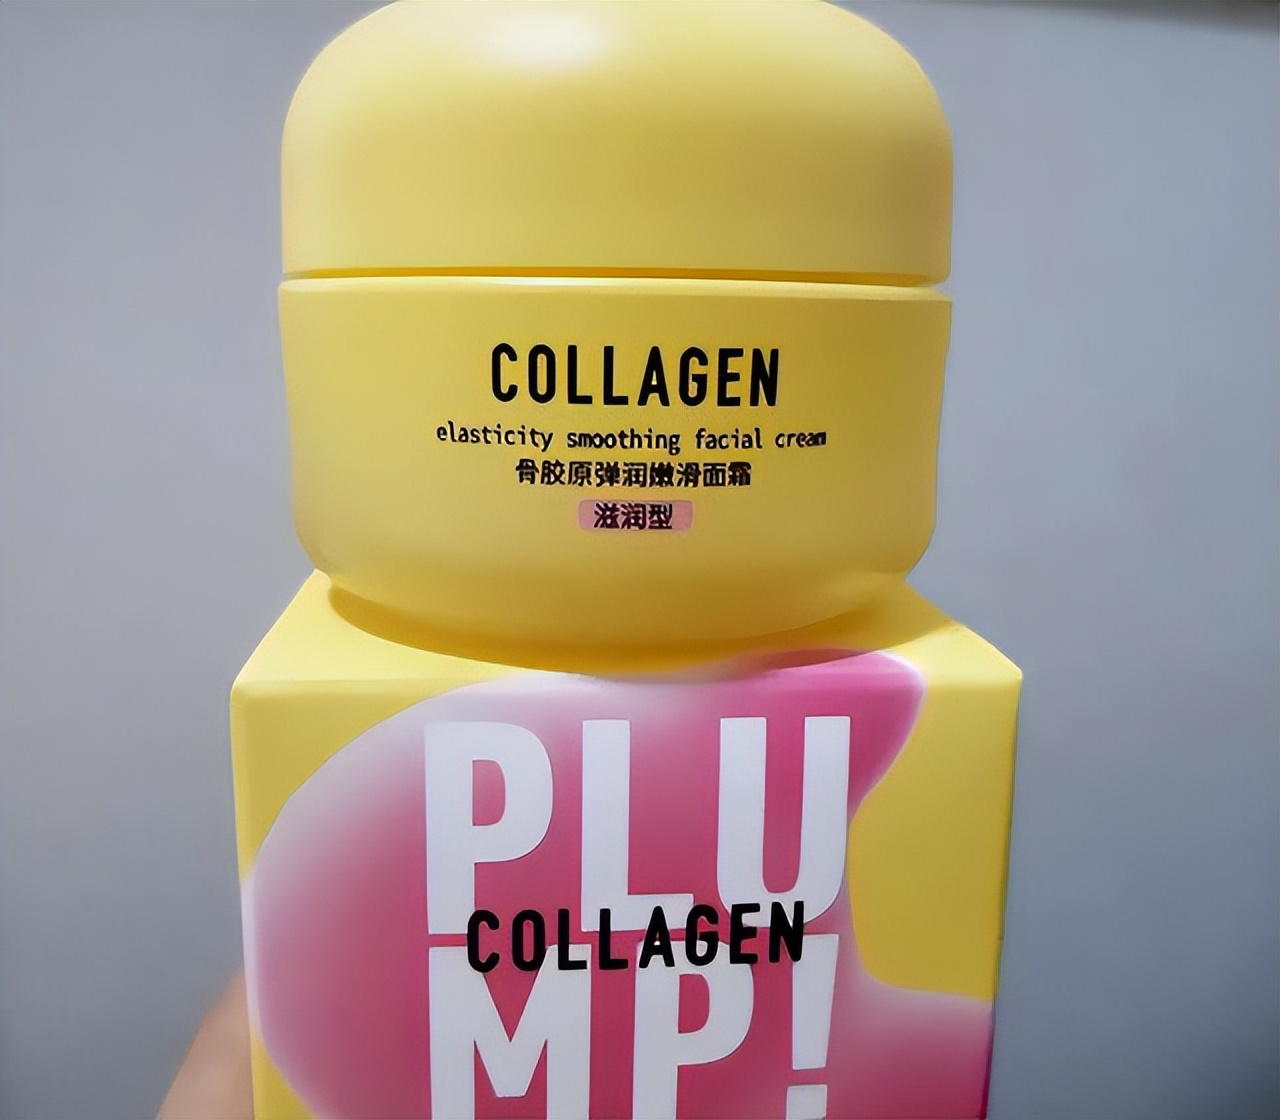 COLLAGEN
elasticity smoothing facial cream
骨胶原弹润嫩滑面霜
滋润型
PLU
COLLAGEN
MP!